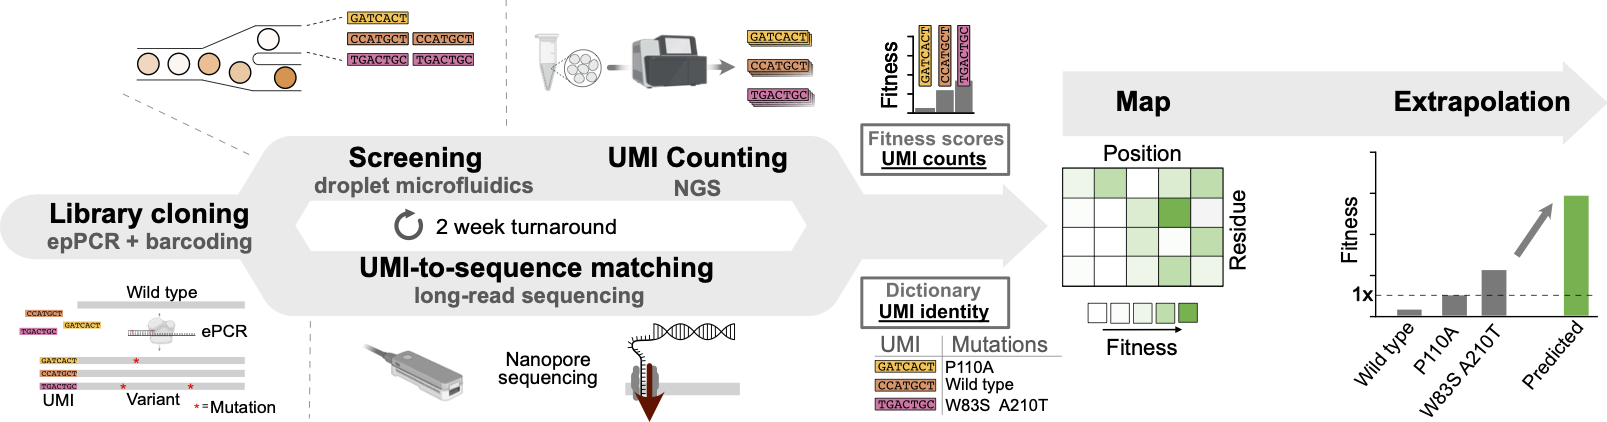 GATCACT
CCATGCT CCATGCT
TGACTGC TGACTGC
Screening
droplet microfluidics
GATCACT
CCATGCT
TGACTGC
UMI Counting
NGS
Library cloning
epPCR + barcoding
2 week turnaround
UMI-to-sequence matching
long-read sequencing
Wild type
CCATGCT
GATCACT
TGACTGC
ePCR
GATCACT *
CCATGCT
TGACTGC * *
UMI Variant
*=Mutation
Nanopore
sequencing
Fitness
GATCACT
CCATGCT
TGACTGC
Fitness scores
UMI counts
Dictionary
UMI identity
UMI Mutations
GATCACT P110A
CCATGCT Wild type
TGACTGC W83S A210T
Map
Position
Residue
Fitness
Extrapolation
Fitness
1x
Wild type
P110A
W83S A210T
Predicted